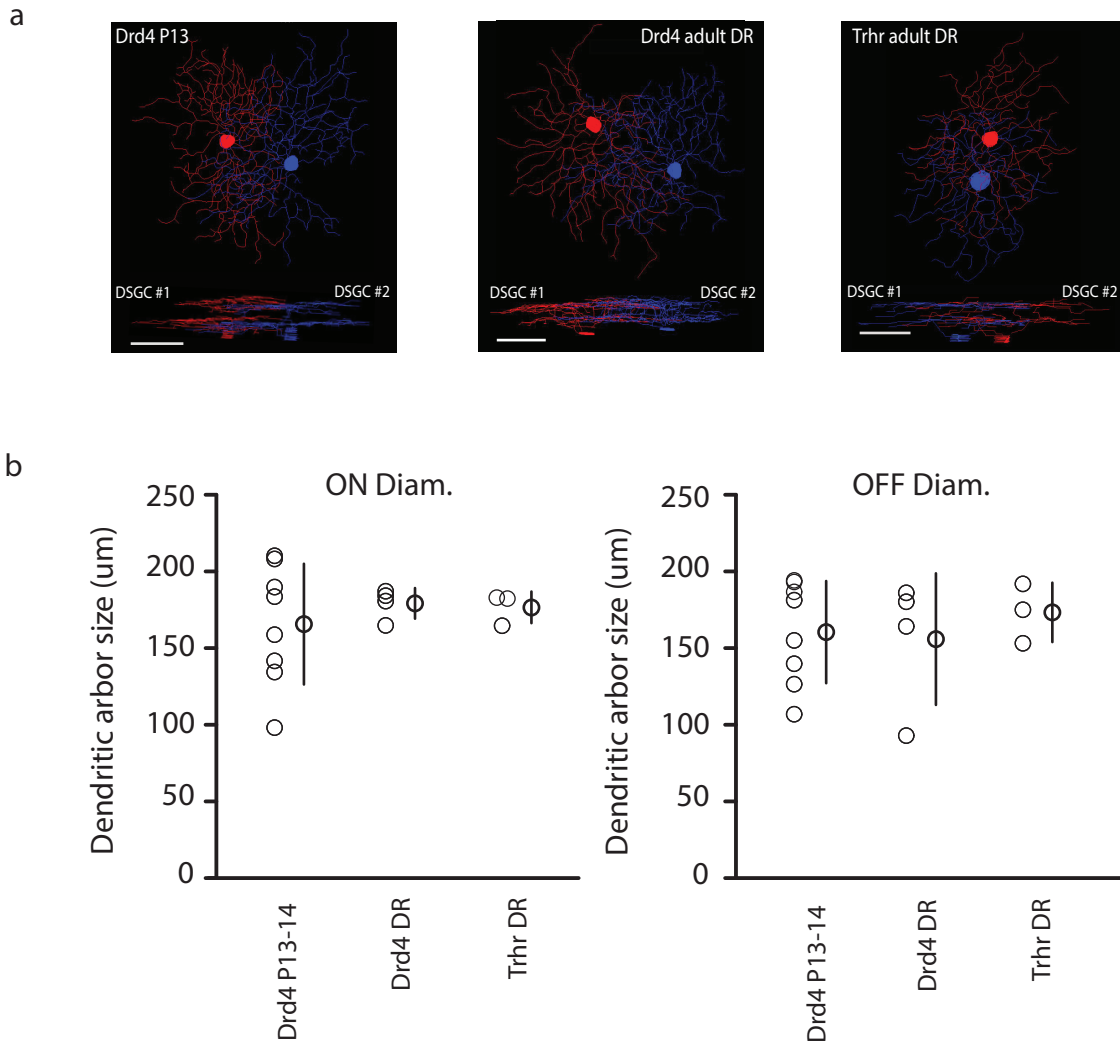 a
Drd4 P13
DSGC #1
DSGC #2
Drd4 adult DR
DSGC #1
DSGC #2
Trhr adult DR
DSGC #1
DSGC #2
b
ON Diam.
Dendritic arbor size (um)
250
200
150
100
50
0
Drd4 P13-14
Drd4 DR
Trhr DR
OFF Diam.
Dendritic arbor size (um)
250
200
150
100
50
0
Drd4 P13-14
Drd4 DR
Trhr DR